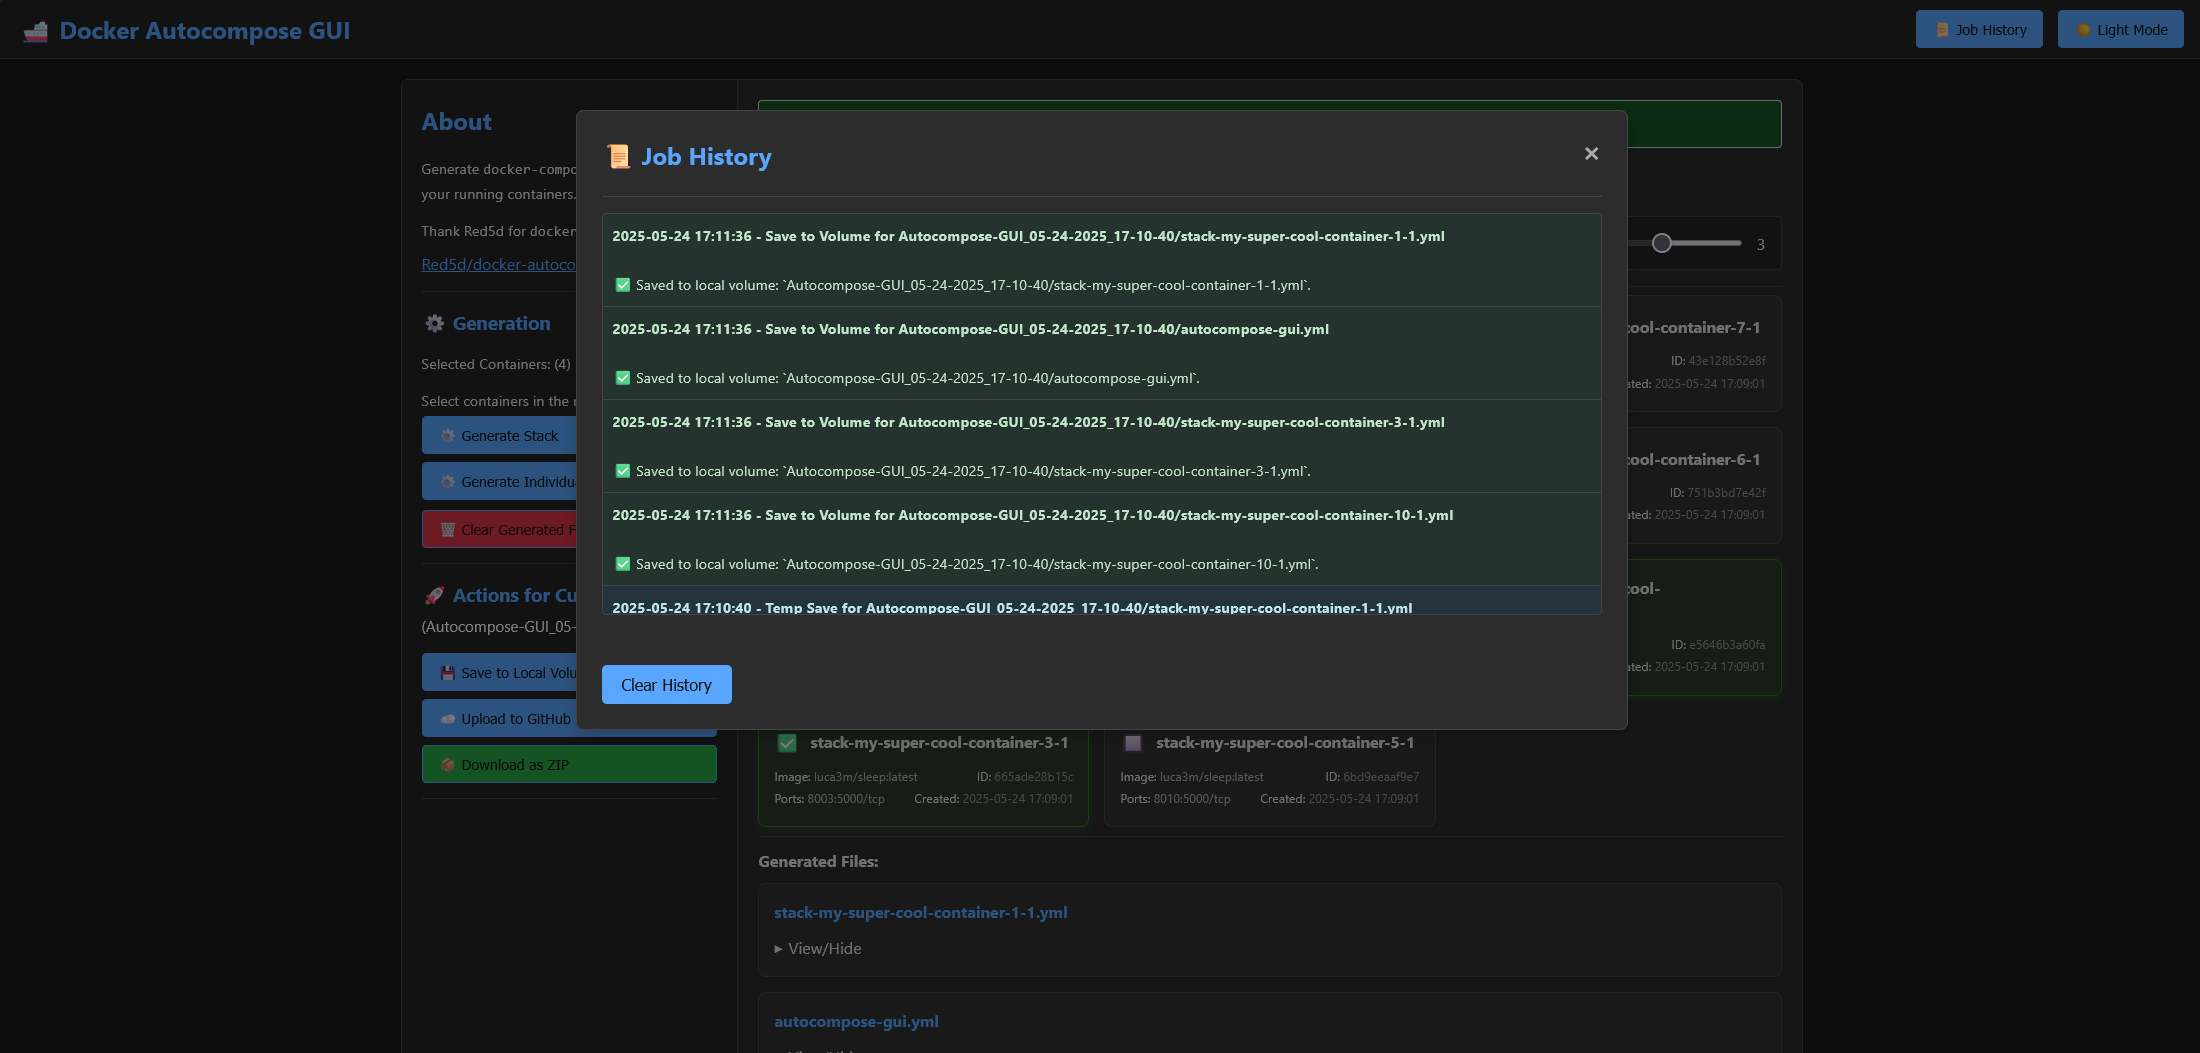 Docker Autocompose GUI
Job History
Light Mode
About
Generate docker-compo
your running containers.
Thank Red5d for docker
Red5d/docker-autoco
Generation
Selected Containers: (4)
Select containers in the
Generate Stack
Generate Individu
Clear Generated F
Actions for Cu
(Autocompose-GUI_05-
Save to Local Volu
Upload to GitHub
Download as ZIP
Job History
×
2025-05-24 17:11:36 - Save to Volume for Autocompose-GUI_05-24-2025_17-10-40/stack-my-super-cool-container-1-1.yml
Saved to local volume: `Autocompose-GUI_05-24-2025_17-10-40/stack-my-super-cool-container-1-1.yml`.
2025-05-24 17:11:36 - Save to Volume for Autocompose-GUI_05-24-2025_17-10-40/autocompose-gui.yml
Saved to local volume: `Autocompose-GUI_05-24-2025_17-10-40/autocompose-gui.yml`.
2025-05-24 17:11:36 - Save to Volume for Autocompose-GUI_05-24-2025_17-10-40/stack-my-super-cool-container-3-1.yml
Saved to local volume: `Autocompose-GUI_05-24-2025_17-10-40/stack-my-super-cool-container-3-1.yml`.
2025-05-24 17:11:36 - Save to Volume for Autocompose-GUI_05-24-2025_17-10-40/stack-my-super-cool-container-10-1.yml
Saved to local volume: `Autocompose-GUI_05-24-2025_17-10-40/stack-my-super-cool-container-10-1.yml`.
2025-05-24 17:10:40 - Temp Save for Autocompose-GUI_05-24-2025_17-10-40/stack-my-super-cool-container-1-1.yml
Clear History
3
cool-container-7-1
ID: 43e128b52e8f
ated: 2025-05-24 17:09:01
cool-container-6-1
ID: 751b3bd7e42f
ated: 2025-05-24 17:09:01
cool-
ID: e5646b3a60fa
ated: 2025-05-24 17:09:01
stack-my-super-cool-container-3-1
Image: luca3m/sleep:latest ID: 665ade28b15c
Ports: 8003:5000/tcp Created: 2025-05-24 17:09:01
stack-my-super-cool-container-5-1
Image: luca3m/sleep:latest ID: 6bd9eeaaf9e7
Ports: 8010:5000/tcp Created: 2025-05-24 17:09:01
Generated Files:
stack-my-super-cool-container-1-1.yml
View/Hide
autocompose-gui.yml